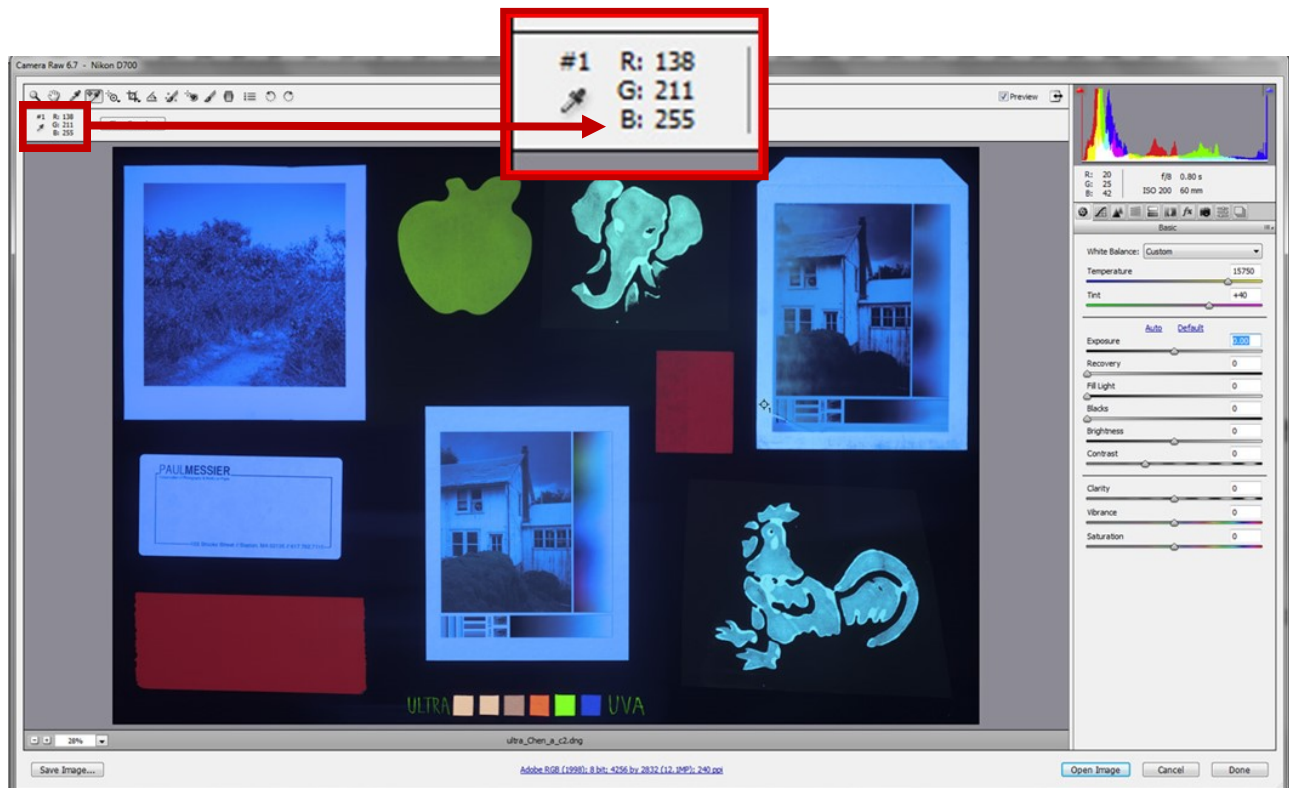 #1 R: 138
G: 211
B: 255
Camera Raw 6.7 - Nikon D700
Preview
#1 R: 138
G: 211
B: 255
R: 20
G: 25
B: 42
f/8 0.80 s
ISO 200 60 mm
Basic
White Balance: Custom
Temperature 15750
Tint +40
Auto Default
Exposure 0.00
Recovery 0
Fill Light 0
Blacks 0
Brightness 0
Contrast 0
Clarity 0
Vibrance 0
Saturation 0
1
PAULMESSIER
ULTRA UVA
28%
ultra_Chen_a_c2.dng
Save Image...
Adobe RGB (1998); 8 bit; 4256 by 2832 (12.1MP); 240 ppi
Open Image Cancel Done